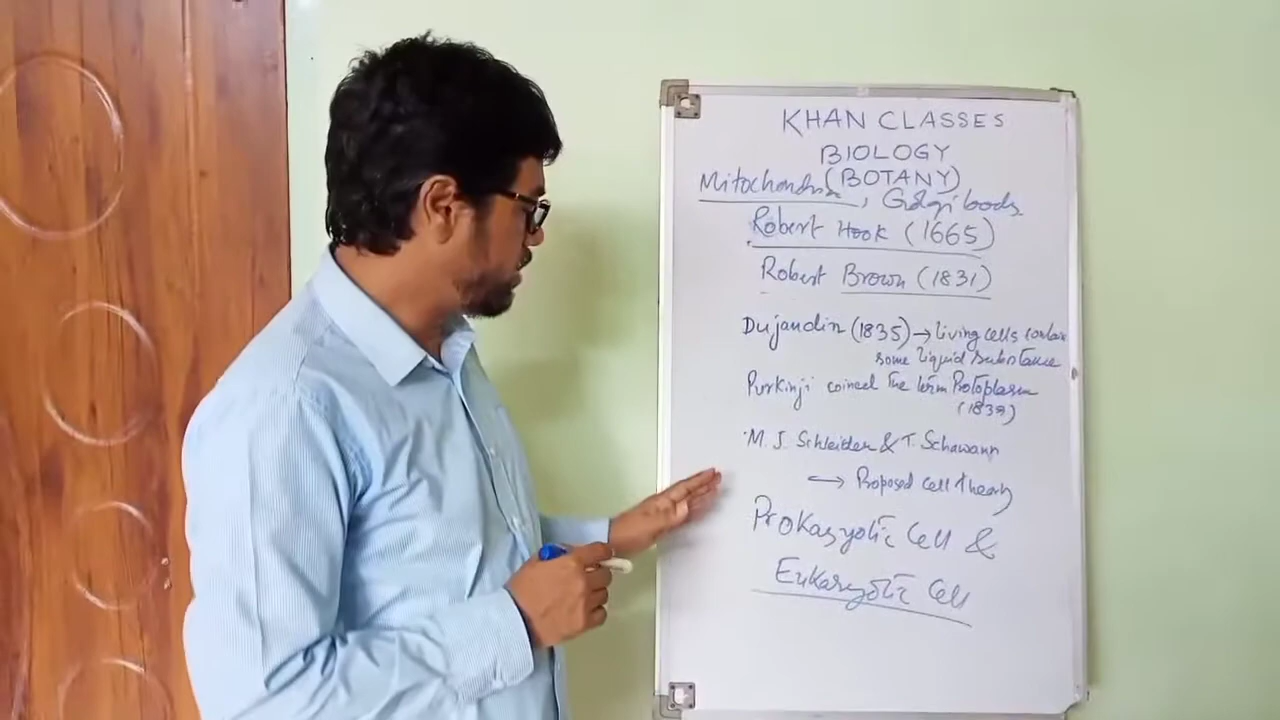 KHAN CLASSES
BIOLOGY
(BOTANY)
Mitochondria, Golgi body
Robert Hook (1665)
Robert Brown (1831)
Dujaudin (1835) → living cells contain
some liquid substance
Purkinji coined the term Protoplasm
(1839)
M. J. Schleiden & T. Schawann
→ Proposed cell theory
Prokaryotic Cell &
Eukaryotic Cell